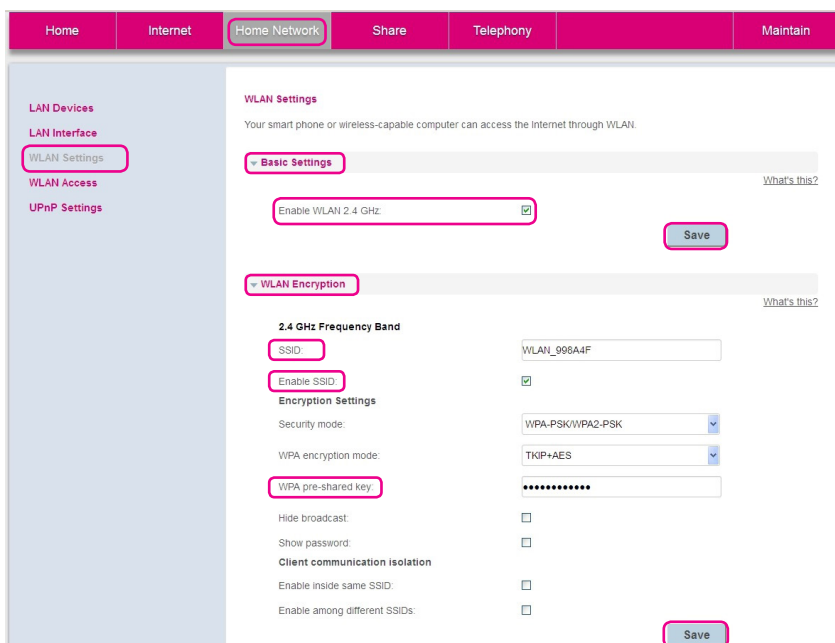 Home Internet Home Network Share Telephony Maintain
LAN Devices
LAN Interface
WLAN Settings
WLAN Access
UPnP Settings
WLAN Settings
Your smart phone or wireless-capable computer can access the Internet through WLAN.
Basic Settings
What's this?
Enable WLAN 2.4 GHz:
Save
WLAN Encryption
What's this?
2.4 GHz Frequency Band
SSID: WLAN_998A4F
Enable SSID:
Encryption Settings
Security mode: WPA-PSK/WPA2-PSK
WPA encryption mode: TKIP+AES
WPA pre-shared key: ●●●●●●●●●●●●
Hide broadcast:
Show password:
Client communication isolation
Enable inside same SSID:
Enable among different SSIDs:
Save